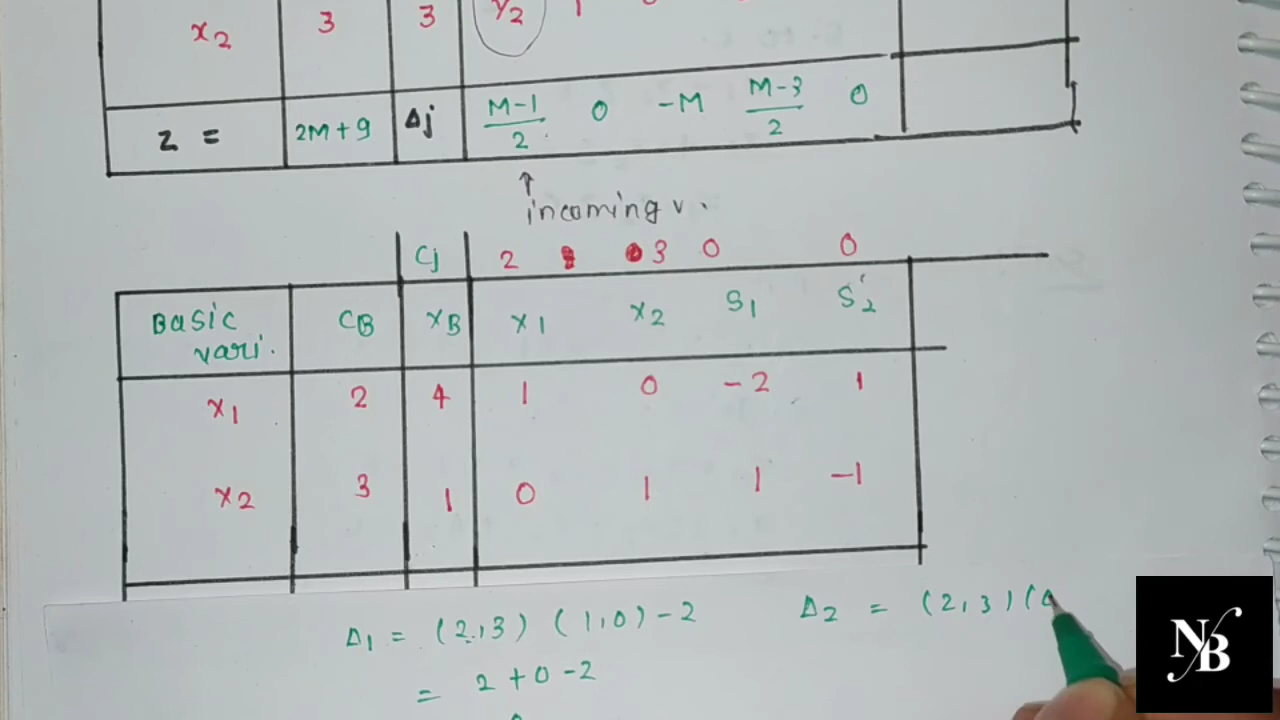 x2 3 3 1/2 1
Z = 2M+9 Δj M-1/2 0 -M M-3/2 0
↑
incoming v.
Cj 2 3 0 0
Basic vari. CB XB X1 X2 S1 S2
x1 2 4 1 0 -2 1
x2 3 1 0 1 1 -1
Δ1 = (2,3) (1,0) -2 Δ2 = (2,3) (
= 2+0-2
NB